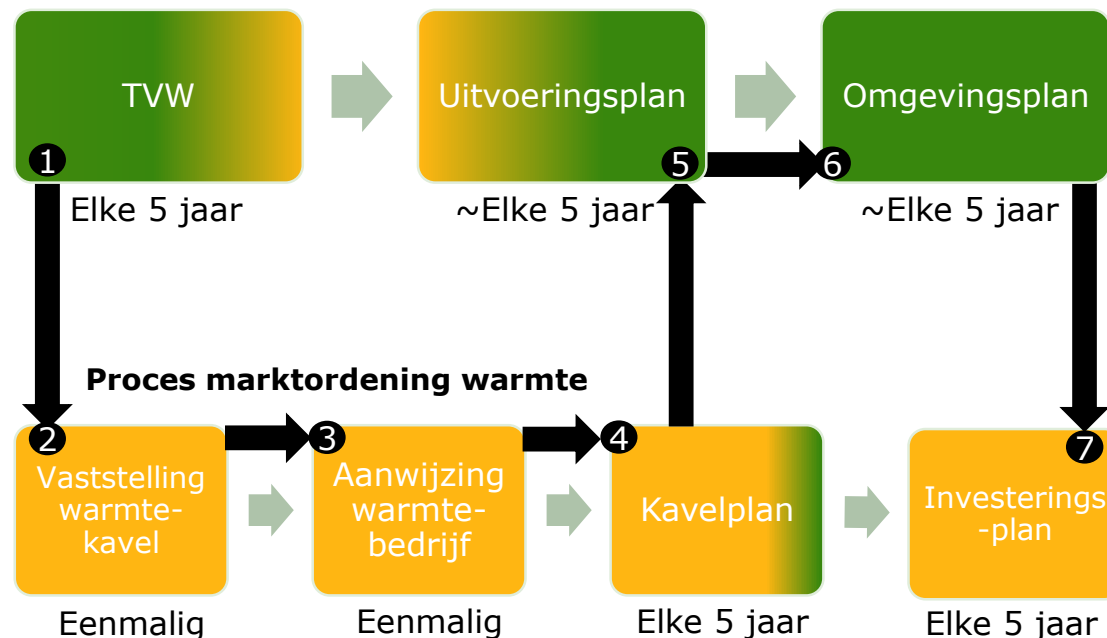 TVW
Uitvoeringsplan
Omgevingsplan
1
5
6
Elke 5 jaar
~Elke 5 jaar
~Elke 5 jaar
Proces marktordening warmte
2
3
4
7
Vaststelling
warmte-
kavel
Aanwijzing
warmte-
bedrijf
Kavelplan
Investerings
-plan
Eenmalig
Eenmalig
Elke 5 jaar
Elke 5 jaar